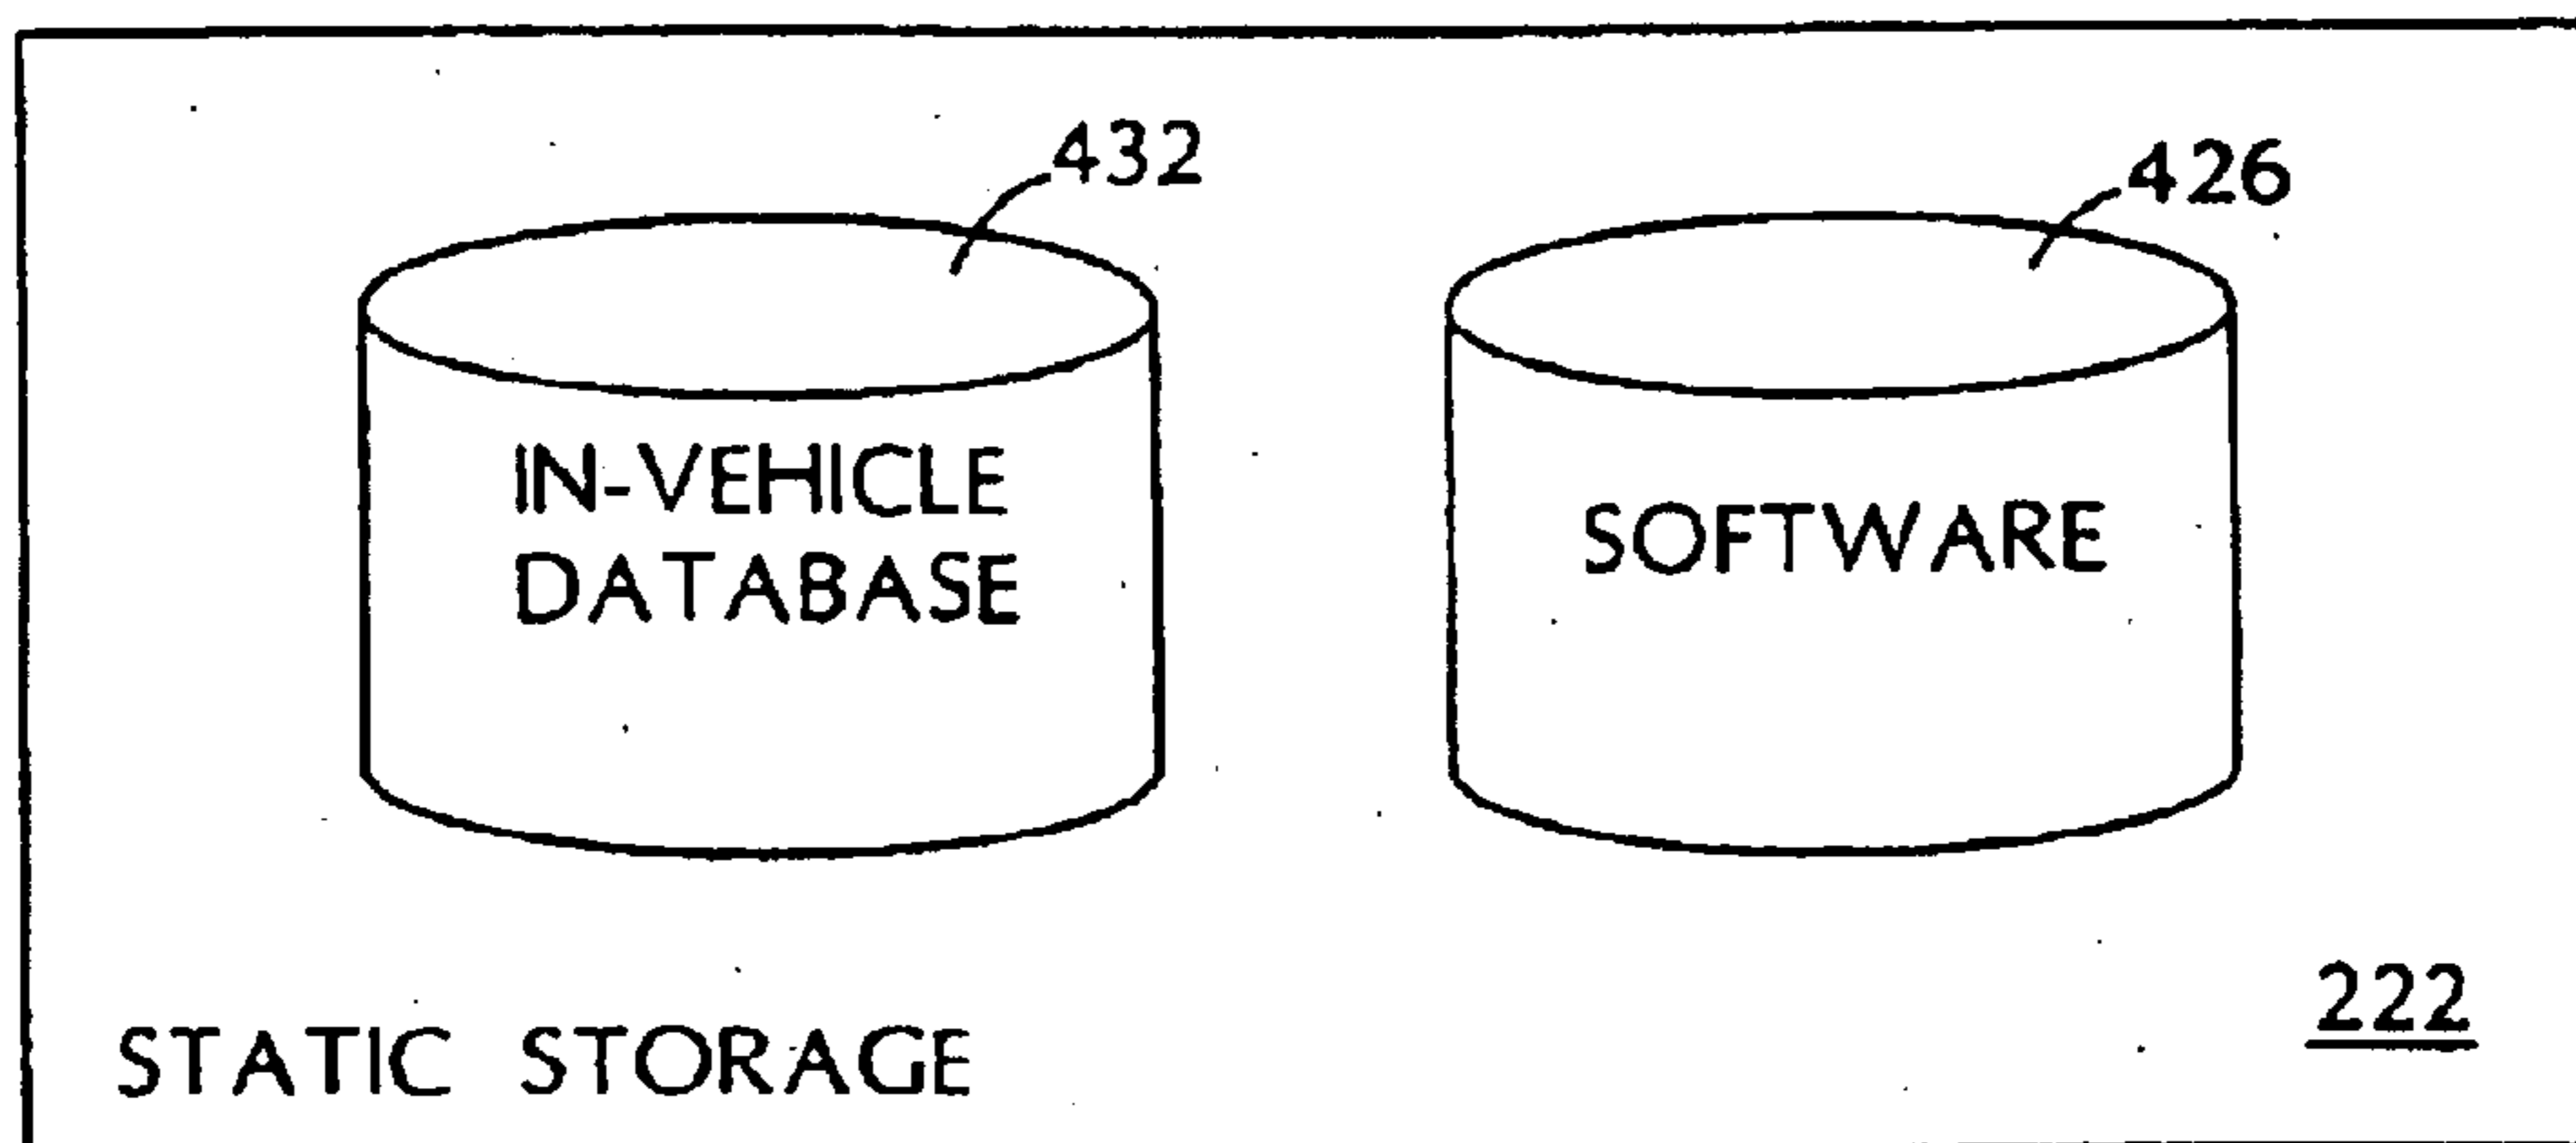 432
426
IN-VEHICLE
DATABASE
SOFTWARE
222
STATIC STORAGE